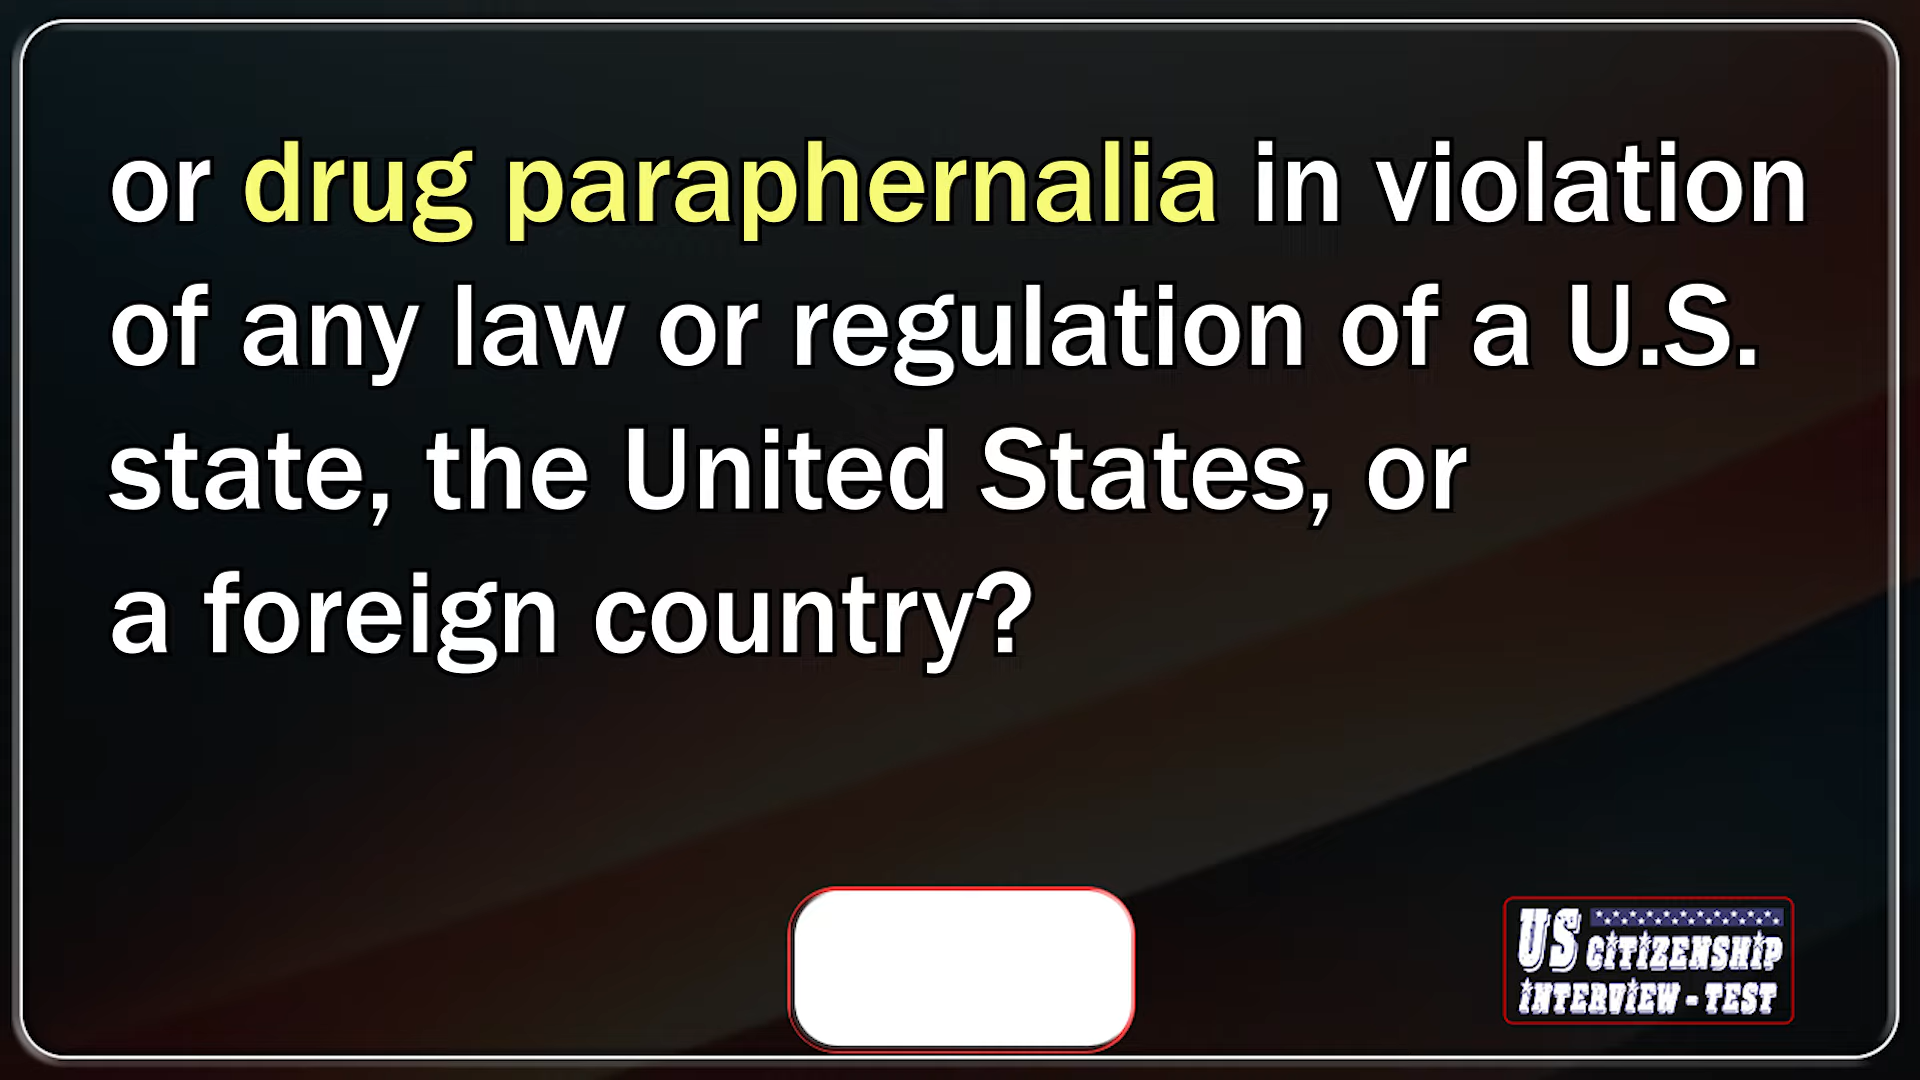 or drug paraphernalia in violation
of any law or regulation of a U.S.
state, the United States, or
a foreign country?
US CITIZENSHIP
INTERVIEW - TEST